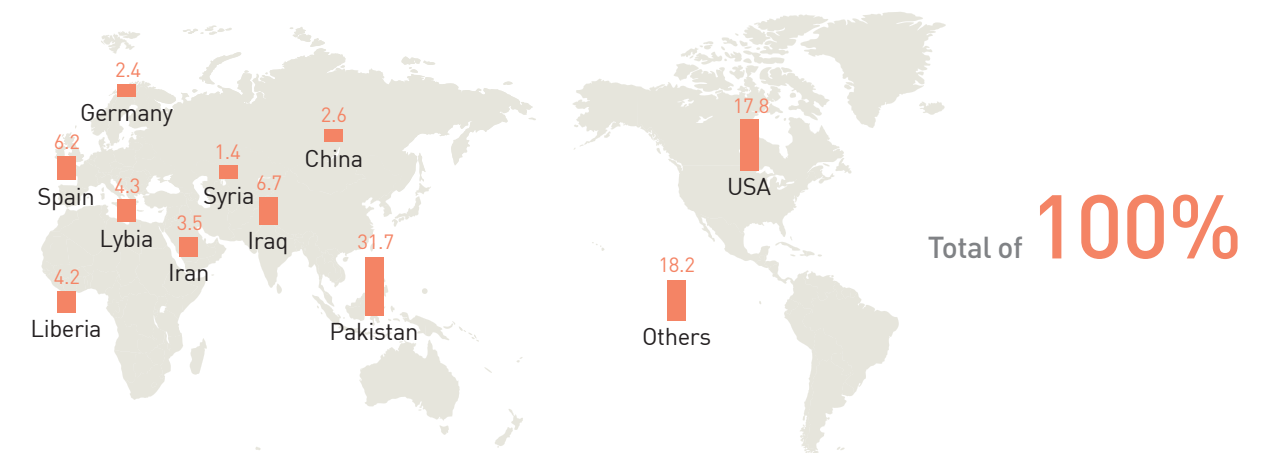 2.4
Germany
6.2
Spain
4.3
Lybia
4.2
Liberia
1.4
Syria
6.7
Iraq
3.5
Iran
2.6
China
31.7
Pakistan
17.8
USA
18.2
Others
Total of 100%